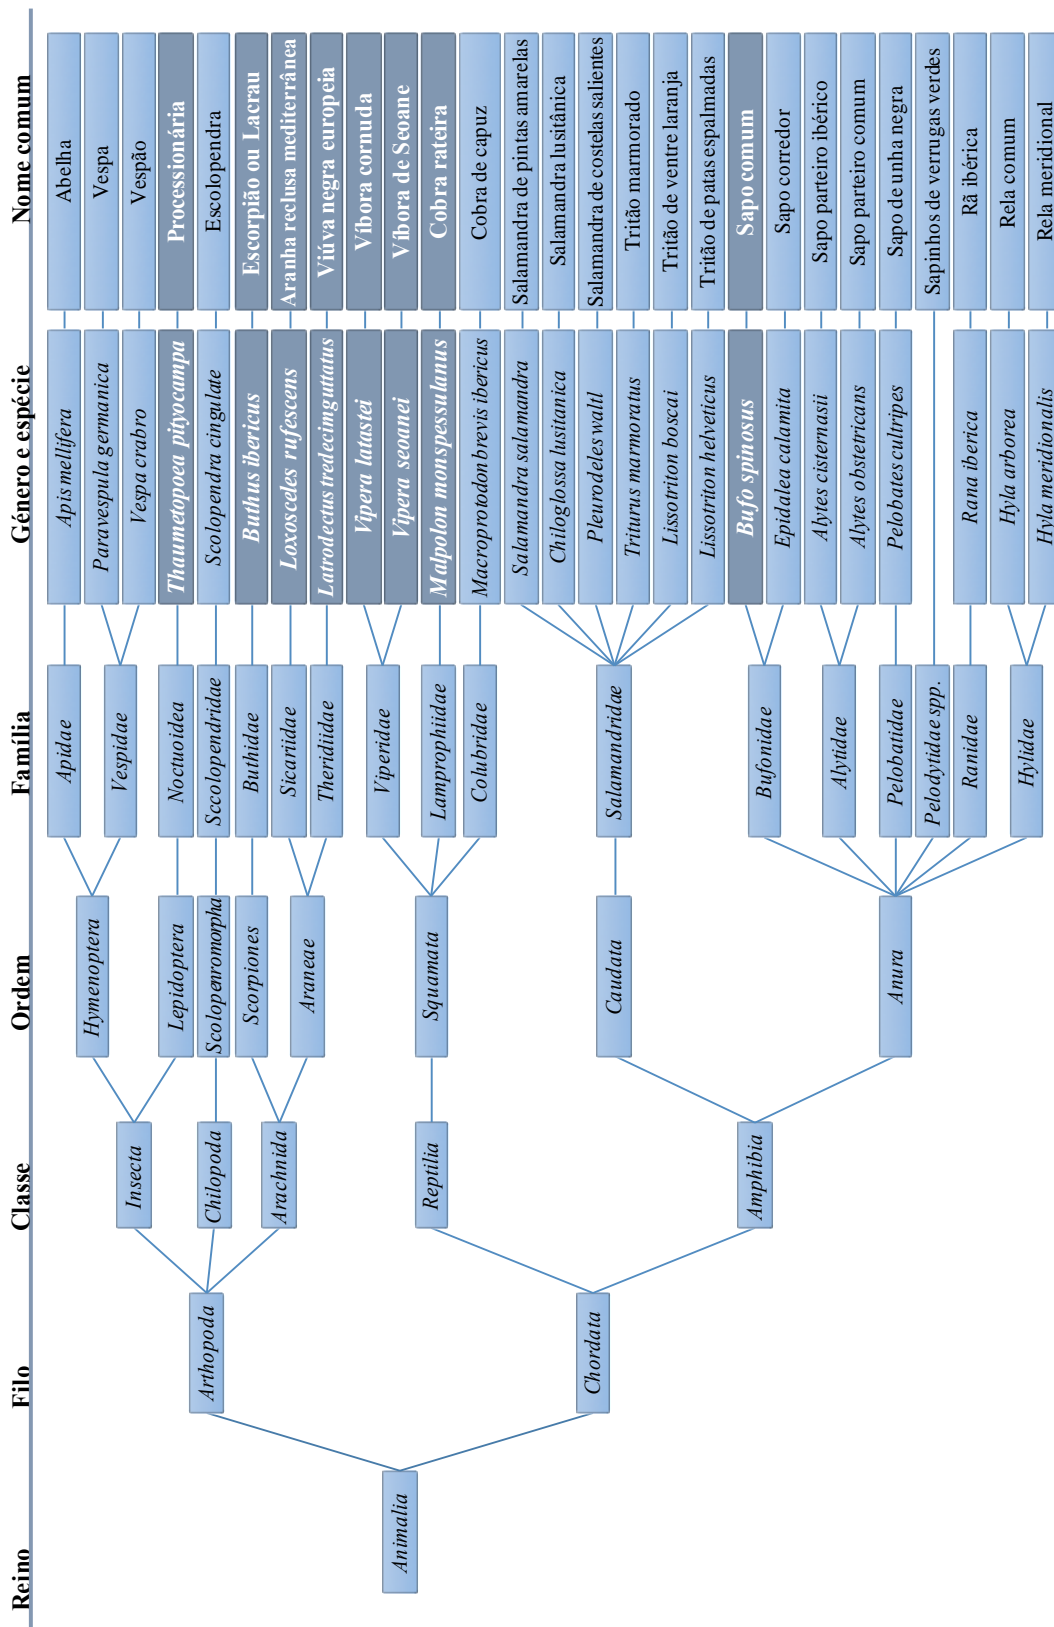 Reino
Filo
Classe
Ordem
Família
Género e espécie
Nome comum
Animalia
Arthopoda
Chordata
Insecta
Chilopoda
Arachnida
Reptilia
Amphibia
Hymenoptera
Lepidoptera
Scolopenromorpha
Scorpiones
Araneae
Squamata
Caudata
Anura
Apidae
Vespidae
Noctuoidea
Sccolopendridae
Buthidae
Sicariidae
Theridiidae
Viperidae
Lamprophiidae
Colubridae
Salamandridae
Bufonidae
Alytidae
Pelobatidae
Pelodytidae spp.
Ranidae
Hylidae
Apis mellifera
Paravespula germanica
Vespa crabro
Thaumetopoea pityocampa
Scolopendra cingulate
Buthus ibericus
Loxosceles rufescens
Latrodectus tredecimguttatus
Vipera latastei
Vipera seoanei
Malpolon monspessulanus
Macroprotodon brevis ibericus
Salamandra salamandra
Chiloglossa lusitanica
Pleurodeles waltl
Triturus marmoratus
Lissotriton boscai
Lissotriton helveticus
Bufo spinosus
Epidalea calamita
Alytes cisternasii
Alytes obstetricans
Pelobates cultripes
Rana iberica
Hyla arborea
Hyla meridionalis
Abelha
Vespa
Vespão
Processionária
Escolopendra
Escorpião ou Lacrau
Aranha reclusa mediterrânea
Viúva negra europeia
Víbora cornuda
Víbora de Seoane
Cobra rateira
Cobra de capuz
Salamandra de pintas amarelas
Salamandra lusitânica
Salamandra de costelas salientes
Tritão marmorado
Tritão de ventre laranja
Tritão de patas espalmadas
Sapo comum
Sapo corredor
Sapo parteiro ibérico
Sapo parteiro comum
Sapo de unha negra
Sapinhos de verrugas verdes
Rã ibérica
Rela comum
Rela meridional